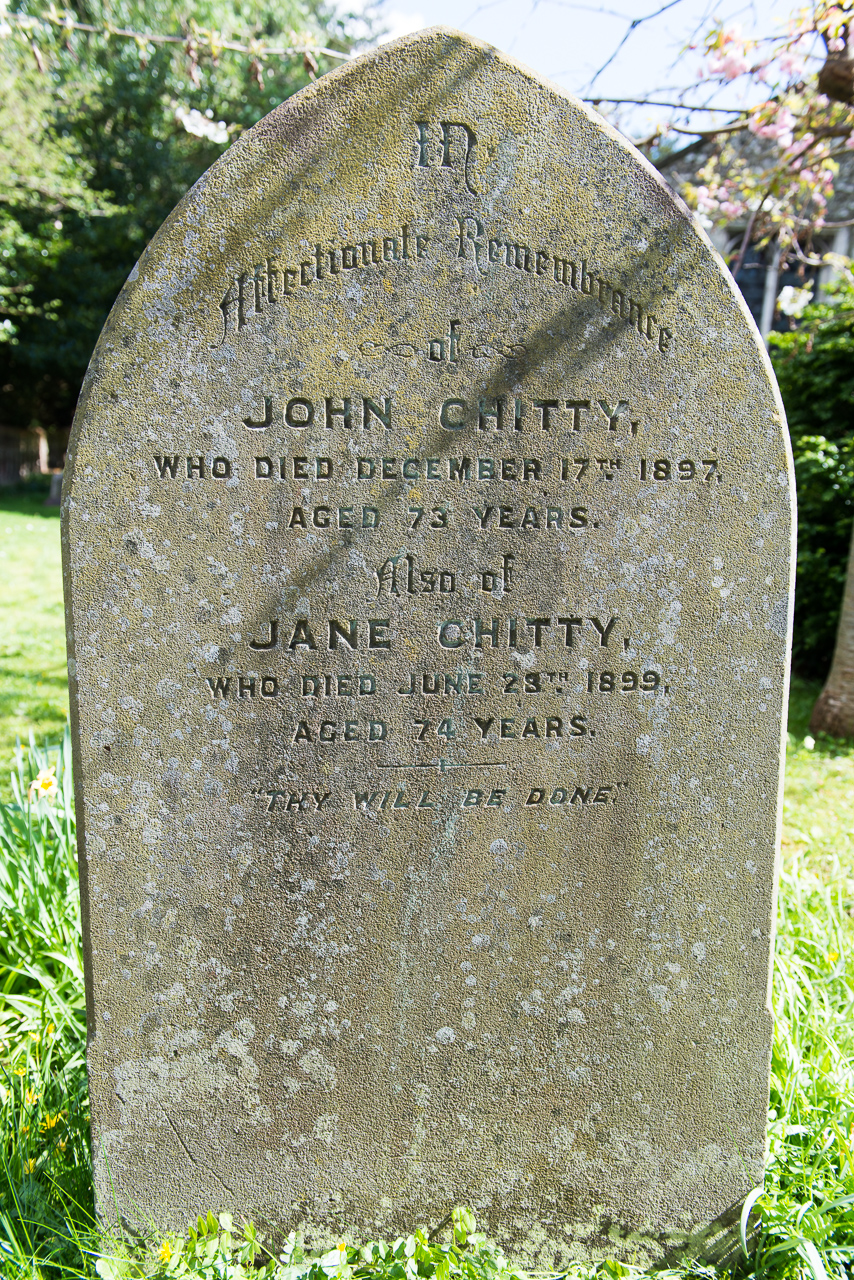 In
Affectionate Remembrance
of
JOHN CHITTY,
WHO DIED DECEMBER 17TH. 1897,
AGED 73 YEARS.
Also of
JANE CHITTY,
WHO DIED JUNE 28TH. 1899,
AGED 74 YEARS.
"THY WILL BE DONE."